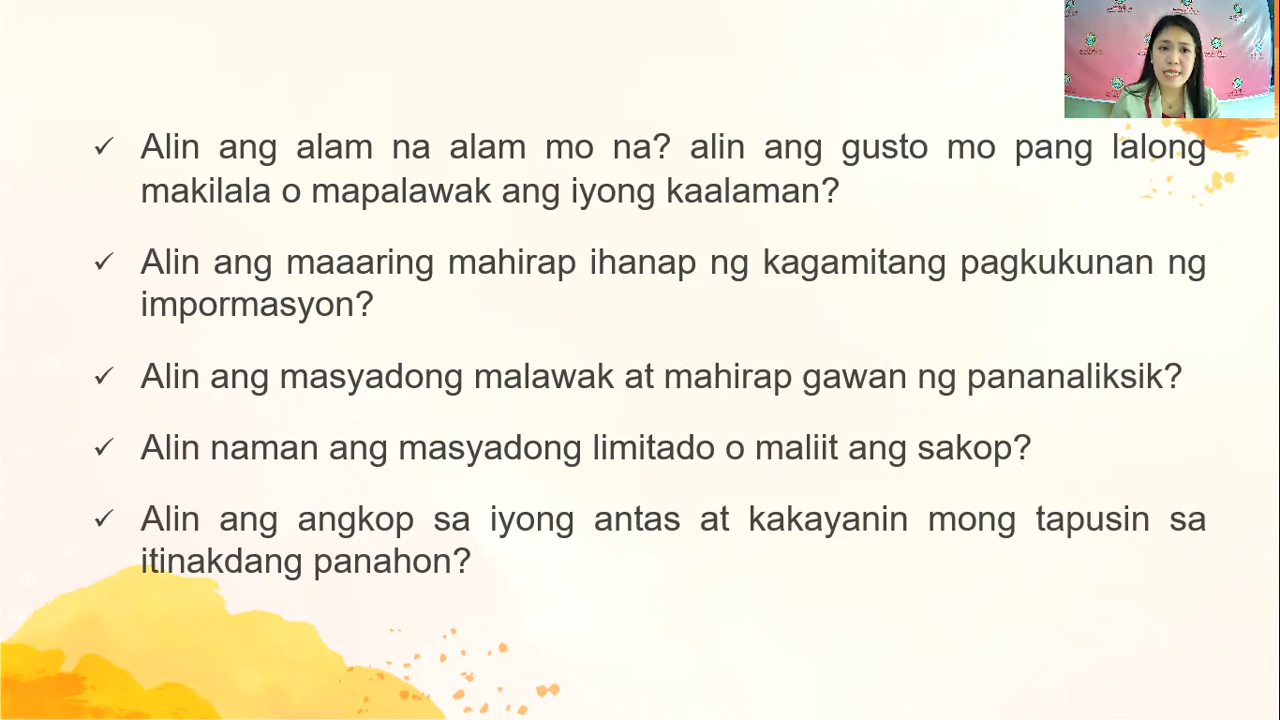 Alin ang alam na alam mo na? alin ang gusto mo pang lalong
makilala o mapalawak ang iyong kaalaman?
Alin ang maaaring mahirap ihanap ng kagamitang pagkukunan ng
impormasyon?
Alin ang masyadong malawak at mahirap gawan ng pananaliksik?
Alin naman ang masyadong limitado o maliit ang sakop?
Alin ang angkop sa iyong antas at kakayanin mong tapusin sa
itinakdang panahon?